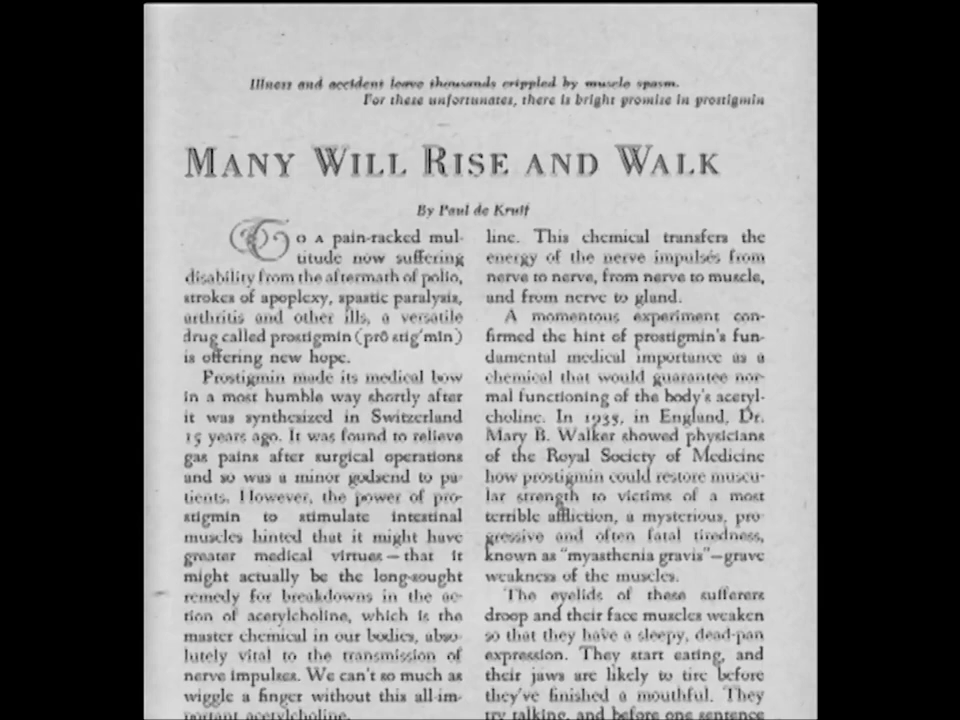 Illness and accident leave thousands crippled by muscle spasm.
For these unfortunates, there is bright promise in prostigmin
MANY WILL RISE AND WALK
By Paul de Kruif
TO A pain-racked mul-
titude now suffering
disability from the aftermath of polio,
strokes of apoplexy, spastic paralysis,
arthritis and other ills, a versatile
drug called prostigmin (prō stig′min)
is offering new hope.
Prostigmin made its medical bow
in a most humble way shortly after
it was synthesized in Switzerland
15 years ago. It was found to relieve
gas pains after surgical operations
and so was a minor godsend to pa-
tients. However, the power of pro-
stigmin to stimulate intestinal
muscles hinted that it might have
greater medical virtues—that it
might actually be the long-sought
remedy for breakdowns in the ac-
tion of acetylcholine, which is the
master chemical in our bodies, abso-
lutely vital to the transmission of
nerve impulses. We can't so much as
wiggle a finger without this all-im-
portant acetylcholine.
line. This chemical transfers the
energy of the nerve impulses from
nerve to nerve, from nerve to muscle,
and from nerve to gland.
A momentous experiment con-
firmed the hint of prostigmin's fun-
damental medical importance as a
chemical that would guarantee nor-
mal functioning of the body's acetyl-
choline. In 1935, in England, Dr.
Mary B. Walker showed physicians
of the Royal Society of Medicine
how prostigmin could restore muscu-
lar strength to victims of a most
terrible affliction, a mysterious, pro-
gressive and often fatal tiredness,
known as "myasthenia gravis"—grave
weakness of the muscles.
The eyelids of these sufferers
droop and their face muscles weaken
so that they have a sleepy, dead-pan
expression. They start eating, and
their jaws are likely to tire before
they've finished a mouthful. They
try talking, and before one sentence